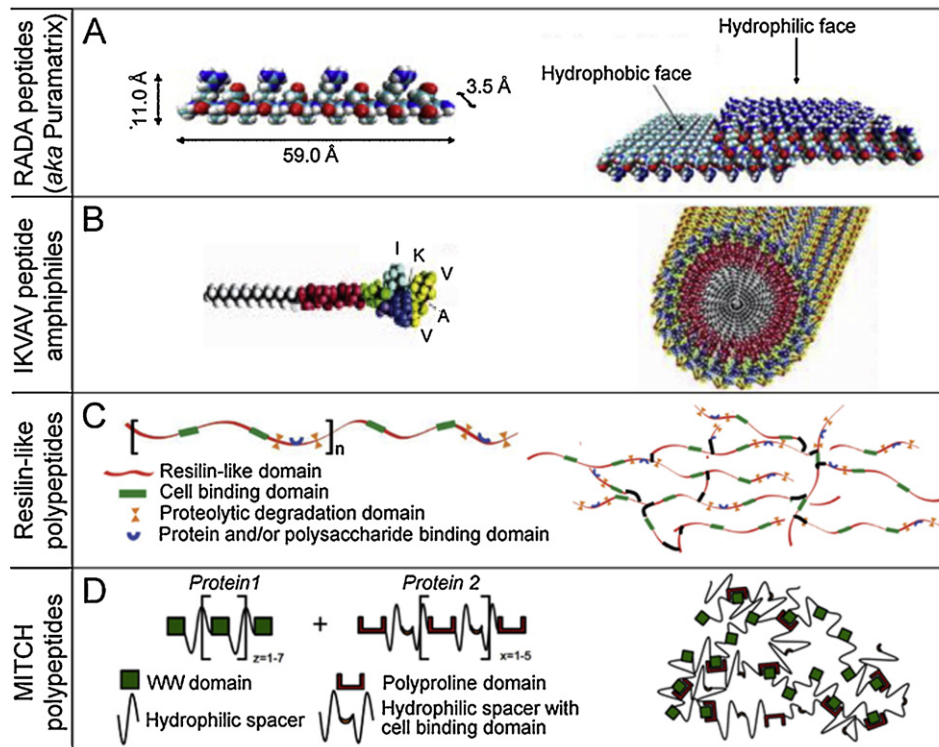 RADA peptides
(aka Puramatrix)
A
11.0 Å
59.0 Å
3.5 Å
Hydrophobic face
Hydrophilic face
IKVAV peptide
amphiphiles
B
I
K
V
A
V
Resilin-like
polypeptides
C
[ ]n
Resilin-like domain
Cell binding domain
Proteolytic degradation domain
Protein and/or polysaccharide binding domain
MITCH
polypeptides
D
Protein1
z=1-7
+
Protein 2
x=1-5
WW domain
Hydrophilic spacer
Polyproline domain
Hydrophilic spacer with
cell binding domain